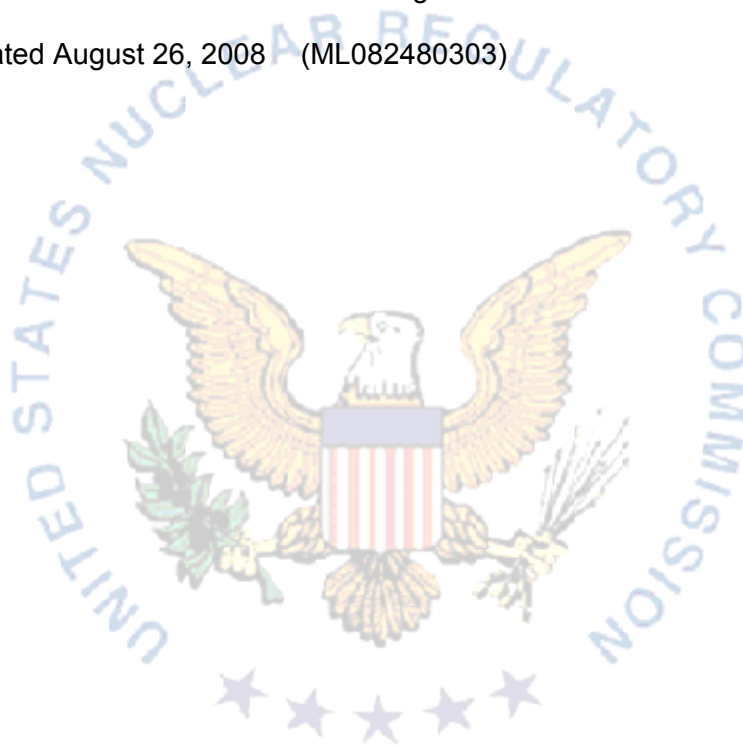 ated August 26, 2008 (ML082480303)
UNITED STATES NUCLEAR REGULATORY COMMISSION